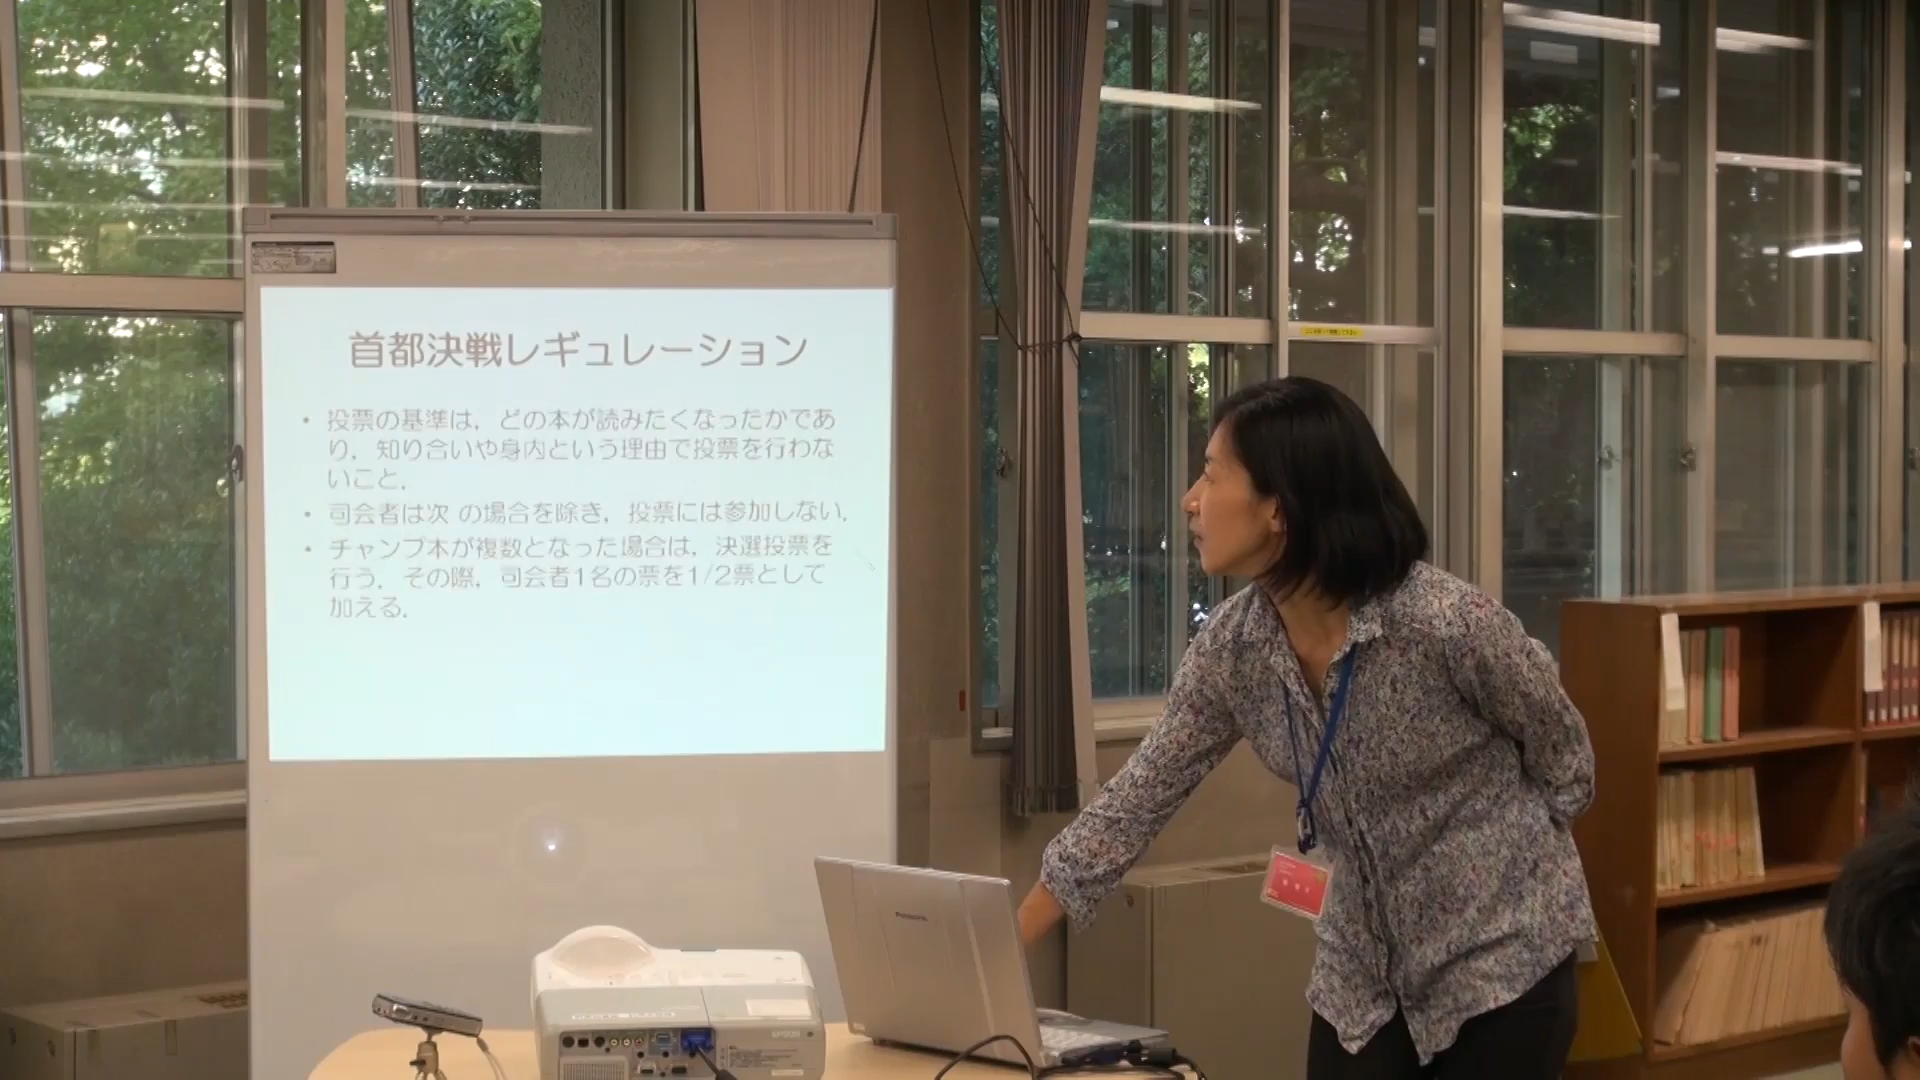 首都決戦レギュレーション
・投票の基準は，どの本が読みたくなったかであ
り，知り合いや身内という理由で投票を行わな
いこと．
・司会者は次 の場合を除き，投票には参加しない．
・チャンプ本が複数となった場合は，決選投票を
行う．その際，司会者1名の票を1/2票として
加える．
Panasonic
EPSON